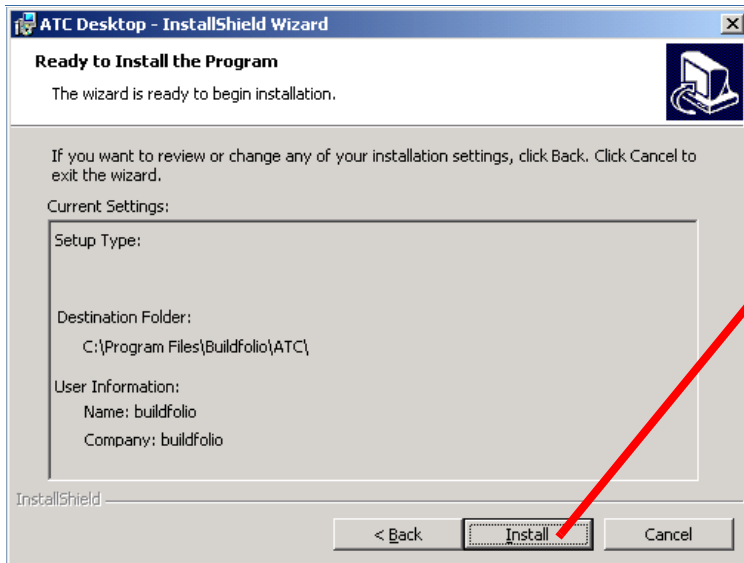 ATC Desktop - InstallShield Wizard
Ready to Install the Program
The wizard is ready to begin installation.
If you want to review or change any of your installation settings, click Back. Click Cancel to
exit the wizard.
Current Settings:
Setup Type:
Destination Folder:
C:\Program Files\Buildfolio\ATC\
User Information:
Name: buildfolio
Company: buildfolio
InstallShield
< Back
Install
Cancel